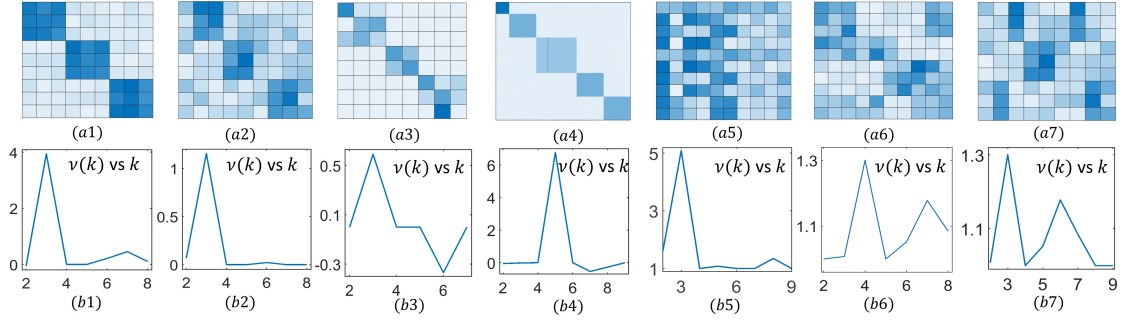 (a1) (a2) (a3) (a4) (a5) (a6) (a7)
4 ν(k) vs k
2
0
2 4 6 8
(b1)
1 ν(k) vs k
0.5
0
2 4 6 8
(b2)
0.5 ν(k) vs k
0.1
-0.3
2 4 6
(b3)
6 ν(k) vs k
4
2
0
2 4 6 8
(b4)
5 ν(k) vs k
3
1
3 5 7 9
(b5)
1.3 ν(k) vs k
1.1
2 4 6 8
(b6)
1.3 ν(k) vs k
1.1
3 5 7 9
(b7)